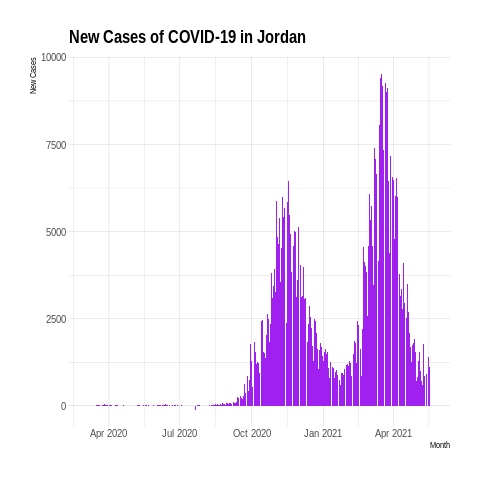 New Cases of COVID-19 in Jordan
New Cases
10000
7500
5000
2500
0
Apr 2020 Jul 2020 Oct 2020 Jan 2021 Apr 2021
Month